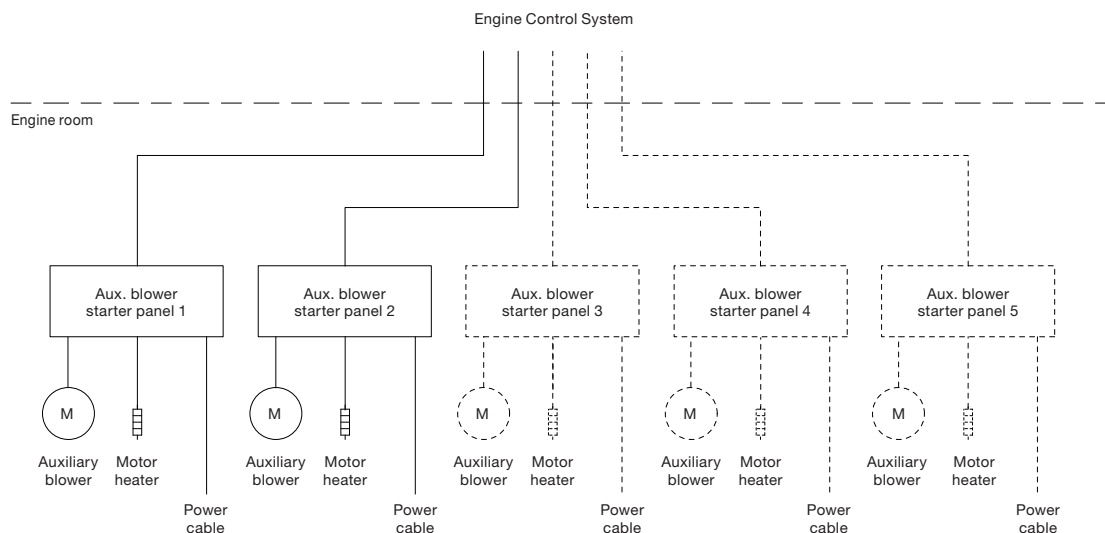 Engine Control System
Engine room
Aux. blower
starter panel 1
Aux. blower
starter panel 2
Aux. blower
starter panel 3
Aux. blower
starter panel 4
Aux. blower
starter panel 5
M
M
M
M
M
Auxiliary
blower
Motor
heater
Auxiliary
blower
Motor
heater
Auxiliary
blower
Motor
heater
Auxiliary
blower
Motor
heater
Auxiliary
blower
Motor
heater
Power
cable
Power
cable
Power
cable
Power
cable
Power
cable